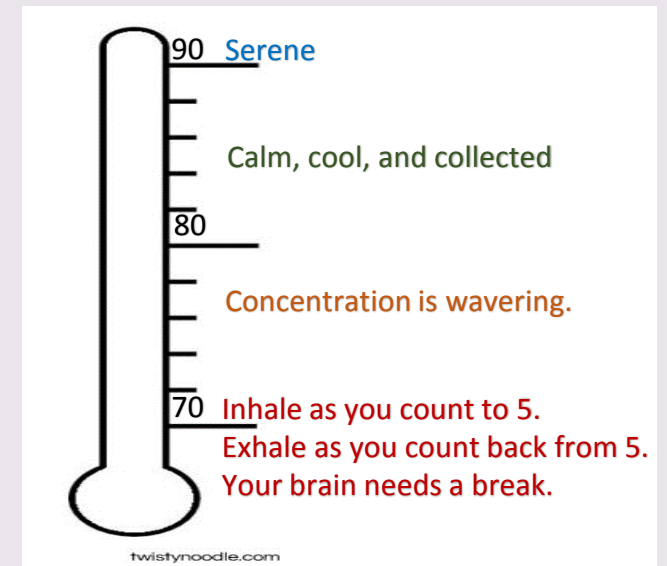 90 Serene
Calm, cool, and collected
80
Concentration is wavering.
70 Inhale as you count to 5.
Exhale as you count back from 5.
Your brain needs a break.
twistynoodle.com